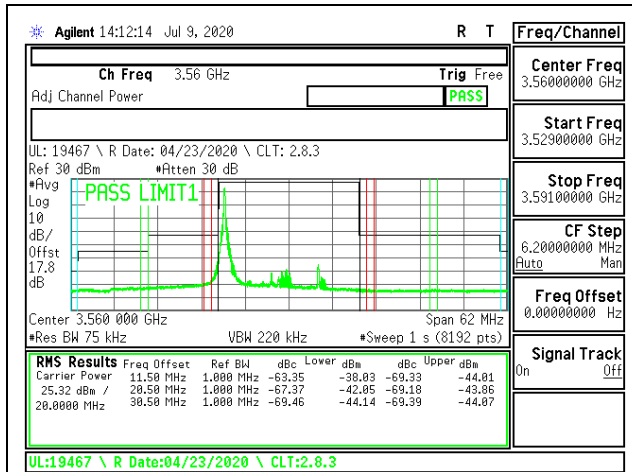 Agilent 14:12:14 Jul 9, 2020 R T
Freq/Channel
Ch Freq 3.56 GHz Trig Free
Adj Channel Power PASS
UL: 19467 \ R Date: 04/23/2020 \ CLT: 2.8.3
Ref 30 dBm #Atten 30 dB
#Avg
Log
10
dB/
Offst
17.8
dB
PASS LIMIT1
Center 3.560 000 GHz Span 62 MHz
#Res BW 75 kHz VBW 220 kHz #Sweep 1 s (8192 pts)
RMS Results Freq Offset Ref BW dBc Lower dBm dBc Upper dBm
Carrier Power 11.50 MHz 1.000 MHz -63.35 -38.03 -69.33 -44.01
25.32 dBm / 20.50 MHz 1.000 MHz -67.37 -42.05 -69.18 -43.86
20.0000 MHz 30.50 MHz 1.000 MHz -69.46 -44.14 -69.39 -44.07
UL:19467 \ R Date:04/23/2020 \ CLT:2.8.3
Center Freq
3.56000000 GHz
Start Freq
3.52900000 GHz
Stop Freq
3.59100000 GHz
CF Step
6.20000000 MHz
Auto Man
Freq Offset
0.00000000 Hz
Signal Track
On Off